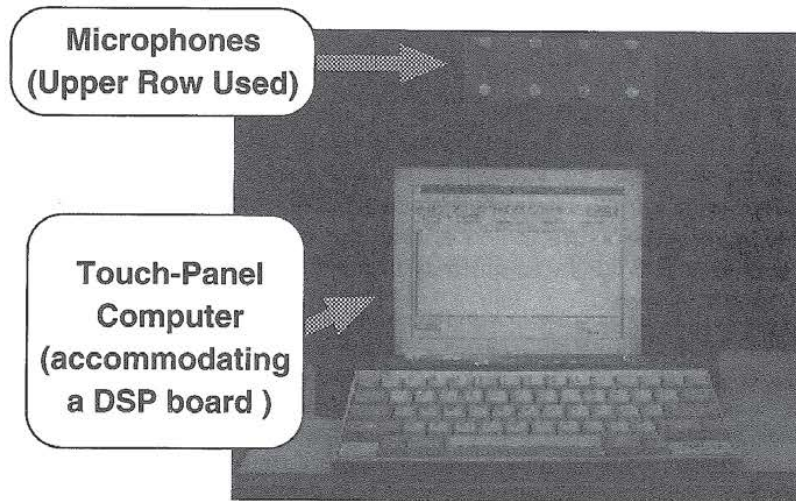 Microphones
(Upper Row Used)
Touch-Panel
Computer
(accommodating
a DSP board )